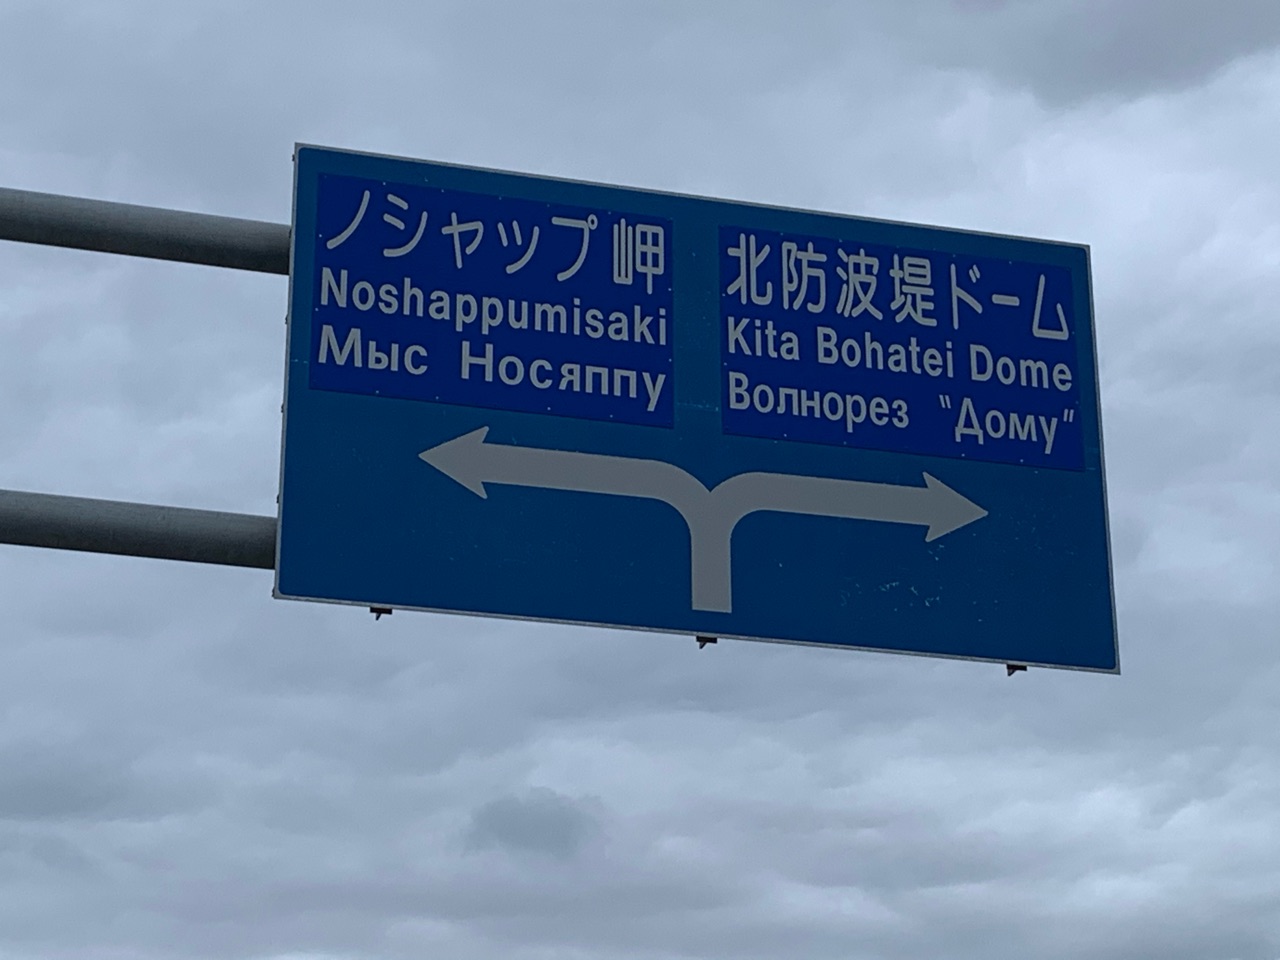 ノシャップ岬
Noshappumisaki
Мыс Носяппу
北防波堤ドーム
Kita Bohatei Dome
Волнорез "Дому"